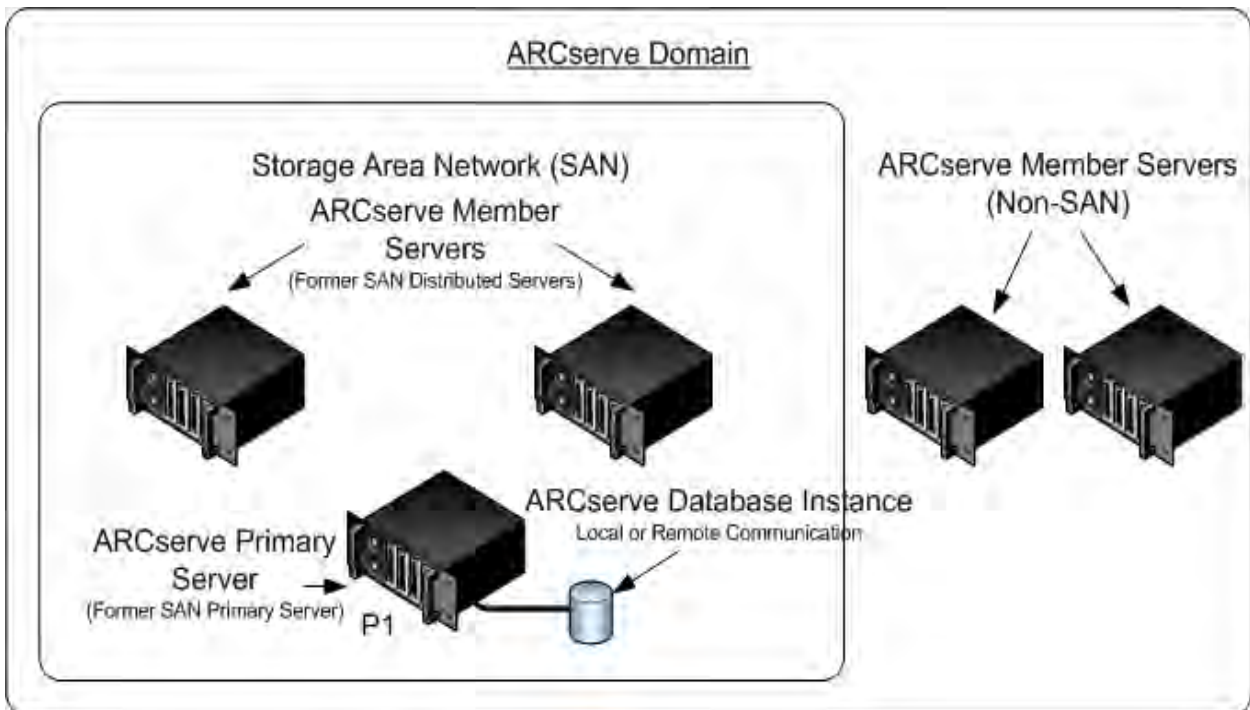 ARCserve Domain
Storage Area Network (SAN)
ARCserve Member
Servers
(Former SAN Distributed Servers)
ARCserve Member Servers
(Non-SAN)
ARCserve Database Instance
Local or Remote Communication
ARCserve Primary
Server
(Former SAN Primary Server)
P1